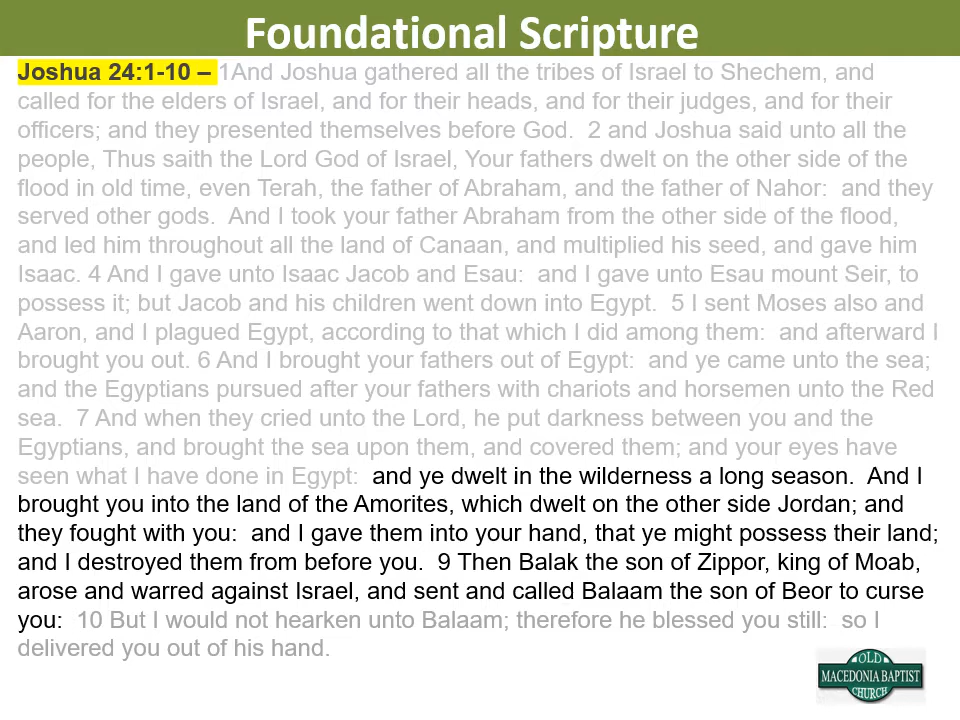 Foundational Scripture
Joshua 24:1-10 – 1And Joshua gathered all the tribes of Israel to Shechem, and
called for the elders of Israel, and for their heads, and for their judges, and for their
officers; and they presented themselves before God.  2 and Joshua said unto all the
people, Thus saith the Lord God of Israel, Your fathers dwelt on the other side of the
flood in old time, even Terah, the father of Abraham, and the father of Nahor:  and they
served other gods.  And I took your father Abraham from the other side of the flood,
and led him throughout all the land of Canaan, and multiplied his seed, and gave him
Isaac. 4 And I gave unto Isaac Jacob and Esau:  and I gave unto Esau mount Seir, to
possess it; but Jacob and his children went down into Egypt.  5 I sent Moses also and
Aaron, and I plagued Egypt, according to that which I did among them:  and afterward I
brought you out. 6 And I brought your fathers out of Egypt:  and ye came unto the sea;
and the Egyptians pursued after your fathers with chariots and horsemen unto the Red
sea.  7 And when they cried unto the Lord, he put darkness between you and the
Egyptians, and brought the sea upon them, and covered them; and your eyes have
seen what I have done in Egypt:  and ye dwelt in the wilderness a long season.  And I
brought you into the land of the Amorites, which dwelt on the other side Jordan; and
they fought with you:  and I gave them into your hand, that ye might possess their land;
and I destroyed them from before you.  9 Then Balak the son of Zippor, king of Moab,
arose and warred against Israel, and sent and called Balaam the son of Beor to curse
you:  10 But I would not hearken unto Balaam; therefore he blessed you still:  so I
delivered you out of his hand.
OLD
MACEDONIA BAPTIST
CHURCH